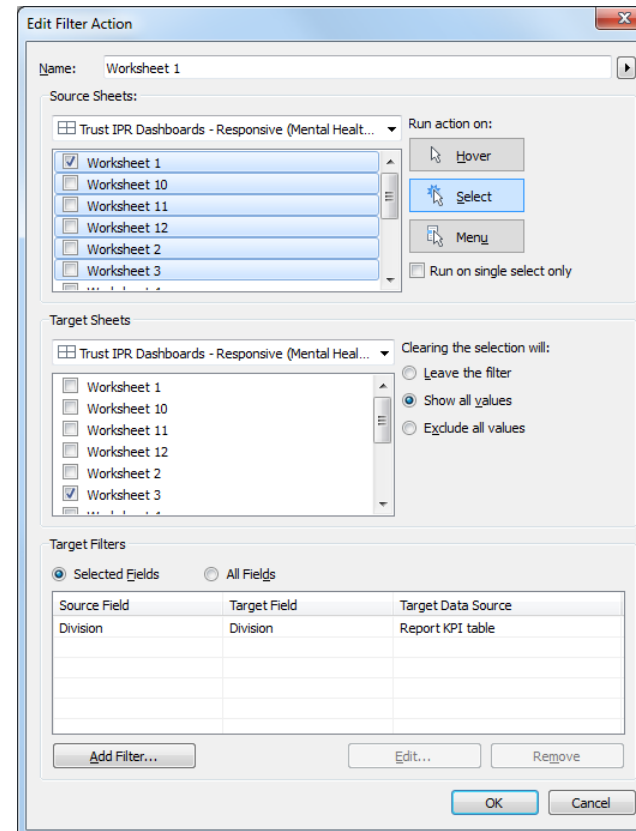 Edit Filter Action
Name: Worksheet 1
Source Sheets:
Trust IPR Dashboards - Responsive (Mental Healt...
Run action on:
Worksheet 1
Worksheet 10
Worksheet 11
Worksheet 12
Worksheet 2
Worksheet 3
Hover
Select
Menu
Run on single select only
Target Sheets
Trust IPR Dashboards - Responsive (Mental Heal...
Clearing the selection will:
Worksheet 1
Worksheet 10
Worksheet 11
Worksheet 12
Worksheet 2
Worksheet 3
Leave the filter
Show all values
Exclude all values
Target Filters
Selected Fields All Fields
Source Field Target Field Target Data Source
Division Division Report KPI table
Add Filter... Edit... Remove
OK Cancel